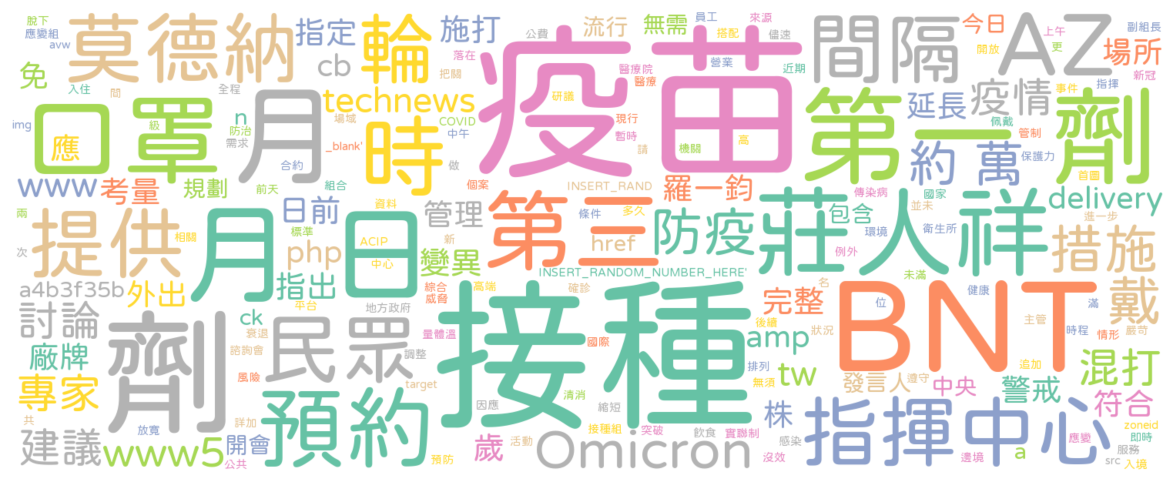 脫下
應變組
avw
莫德納
指定
輪
施打
公費
流行
無需
員工
搭配
來源
儘速
間隔
AZ
今日
開放
上午
更
副組長
場所
新冠
免
入住
間
全程
cb
把關
落在
疫苗
醫療院
醫療
營業
近期
延長
疫情
事件
指揮
劑
img
口罩
應
級
防治
需求
n
月
technews
場域
COVID
中午
_blank'
時
做
研議
現行
暫時
請
機關
高
第一
約
萬
佩戴
管制
保護力
首圈
www
考量
規劃
前天
合約
組合
個案
INSERT_RAND
羅一鈞
傳染病
並未
國家
delivery
進一步
兩
次
提供
相關
月日
日前
標準
資料
ACIP
中心
管理
新
php
第三
條件
多久
href
防疫
包含
環境
衛生所
例外
莊人祥
未滿
措施
a4b3f35b
外出
指出
平台
地方政府
變異
綜合
威脅
高端
確診
INSERT_RANDOM_NUMBER_HERE'
完整
名
位
健康
滿
戴
討論
廠牌
劑
ck
衰退
諮詢會
民眾
調整
量體溫
接種
國際
amp
後續
狀況
BNT
主管
時程
情形
嚴苛
專家
風險
target
因應
清消
縮短
排列
無須
tw
發言人
遵守
中央
追加
警戒
混打
共
放寬
建議
www5
開會
公共
詳加
預約
預防
活動
歲
接種組
突破
Omicron
飲食
實聯制
感染
株
沒效
指揮中心
邊境
a
應變
符合
zoneid
即時
服務
src
入境